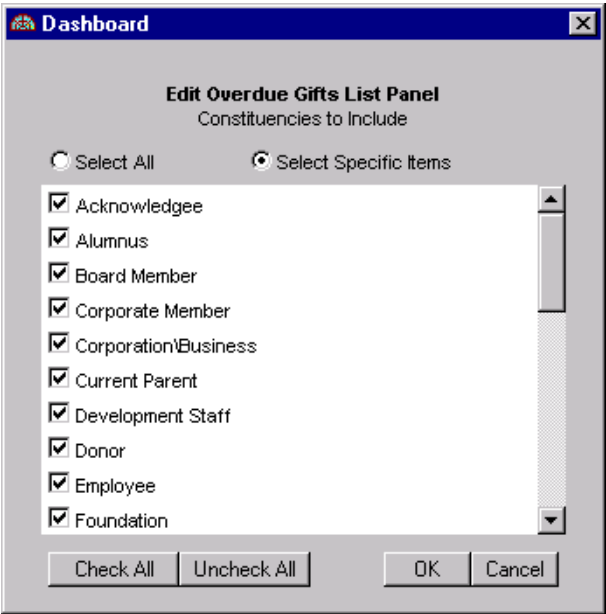 Dashboard
Edit Overdue Gifts List Panel
Constituencies to Include
Select All Select Specific Items
Acknowledgee
Alumnus
Board Member
Corporate Member
Corporation\Business
Current Parent
Development Staff
Donor
Employee
Foundation
Check All Uncheck All OK Cancel